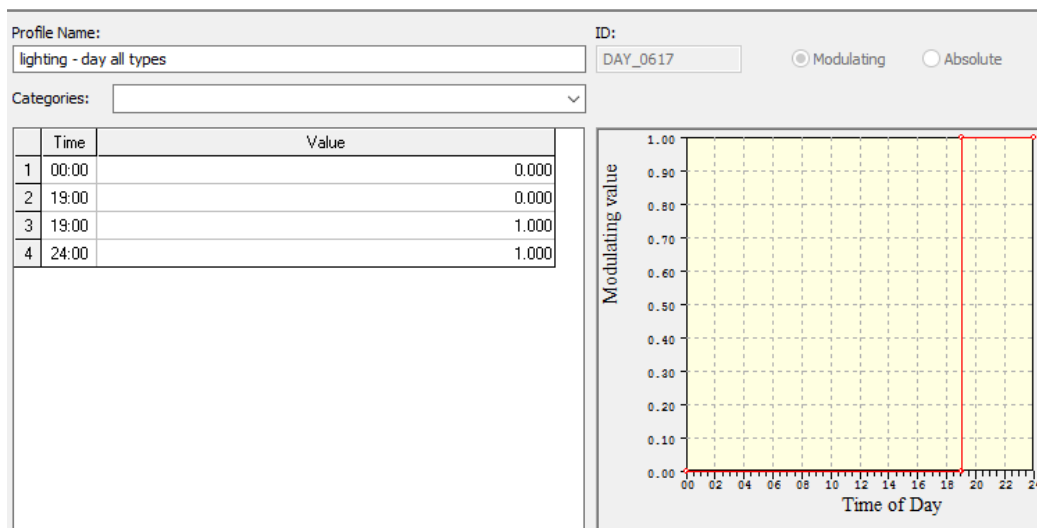 Profile Name: ID:
lighting - day all types DAY_0617 Modulating Absolute
Categories:
Time Value
1 00:00 0.000
2 19:00 0.000
3 19:00 1.000
4 24:00 1.000
Modulating value
1.00
0.90
0.80
0.70
0.60
0.50
0.40
0.30
0.20
0.10
0.00
00 02 04 06 08 10 12 14 16 18 20 22 2
Time of Day